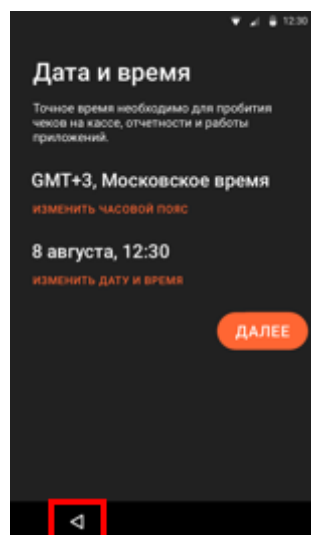 12:30
Дата и время
Точное время необходимо для пробития
чеков на кассе, отчетности и работы
приложений.
GMT+3, Московское время
ИЗМЕНИТЬ ЧАСОВОЙ ПОЯС
8 августа, 12:30
ИЗМЕНИТЬ ДАТУ И ВРЕМЯ
ДАЛЕЕ